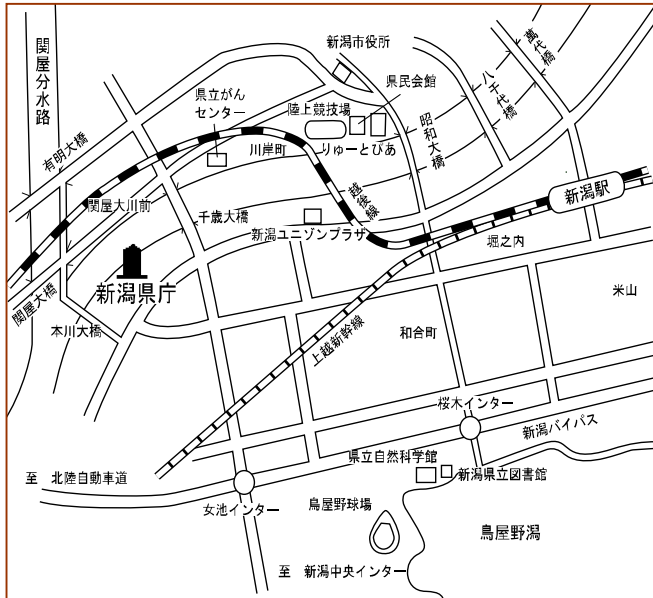 関屋分水路
新潟市役所
萬代橋
八千代橋
県民会館
県立がん
センター
陸上競技場
昭和大橋
有明大橋
川岸町
りゅーとぴあ
越後線
新潟駅
関屋大川前
千歳大橋
新潟ユニゾンプラザ
堀之内
新潟県庁
関屋大橋
米山
本川大橋
上越新幹線
和合町
桜木インター
新潟バイパス
県立自然科学館
至 北陸自動車道
新潟県立図書館
女池インター
鳥屋野球場
鳥屋野潟
至 新潟中央インター